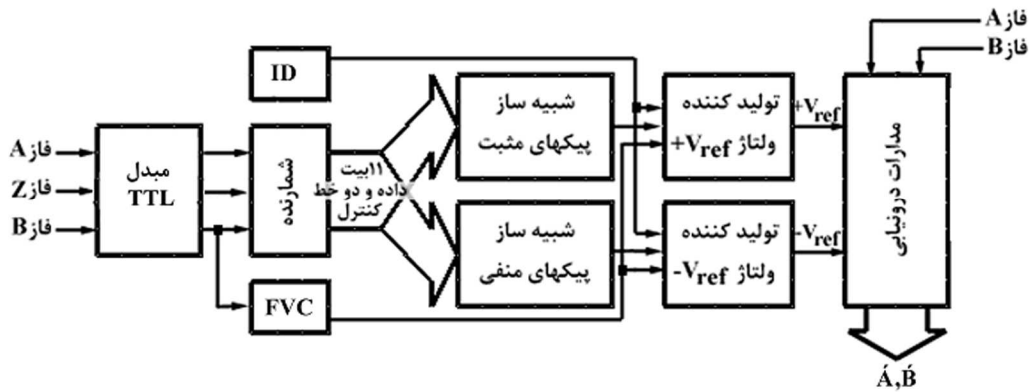 فاز A
فاز B
ID
شبیه ساز
پیکهای مثبت
تولید کننده
ولتاژ +Vref
+Vref
مدارات درونیابی
فاز A
فاز Z
فاز B
مبدل
TTL
شمارنده
۱۱بیت
داده و دو خط
کنترل
شبیه ساز
پیکهای منفی
تولید کننده
ولتاژ -Vref
-Vref
FVC
Á,B́